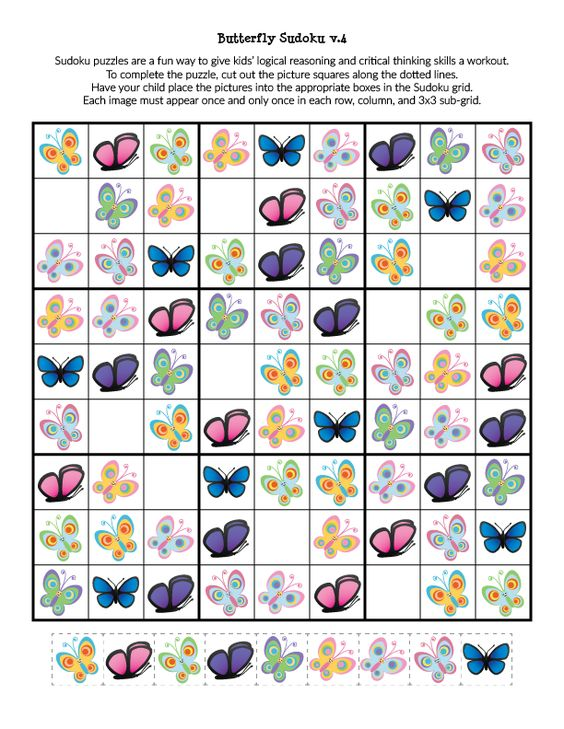 Butterfly Sudoku v.4
Sudoku puzzles are a fun way to give kids' logical reasoning and critical thinking skills a workout.
To complete the puzzle, cut out the picture squares along the dotted lines.
Have your child place the pictures into the appropriate boxes in the Sudoku grid.
Each image must appear once and only once in each row, column, and 3x3 sub-grid.